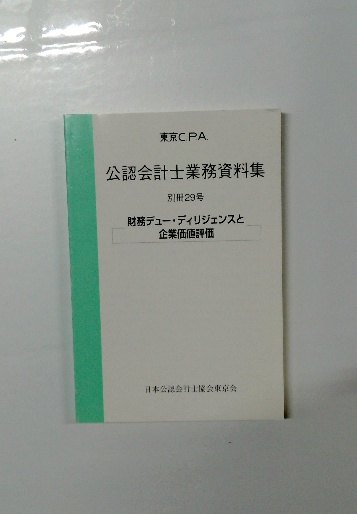 東京C.P.A.
公認会計士業務資料集
別冊29号
財務デュー・ディリジェンスと
企業価値評価
日本公認会計士協会東京会